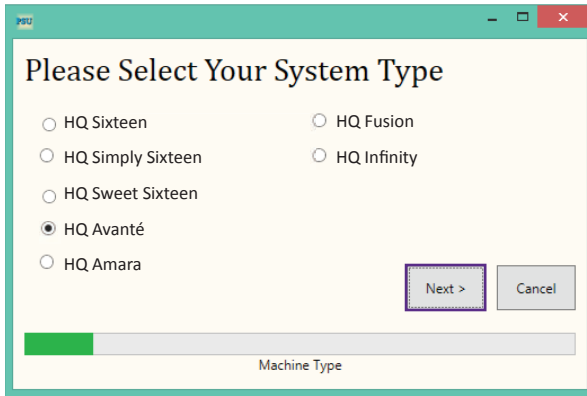 PSU
Please Select Your System Type
HQ Sixteen
HQ Simply Sixteen
HQ Sweet Sixteen
HQ Avanté
HQ Amara
HQ Fusion
HQ Infinity
Next >
Cancel
Machine Type